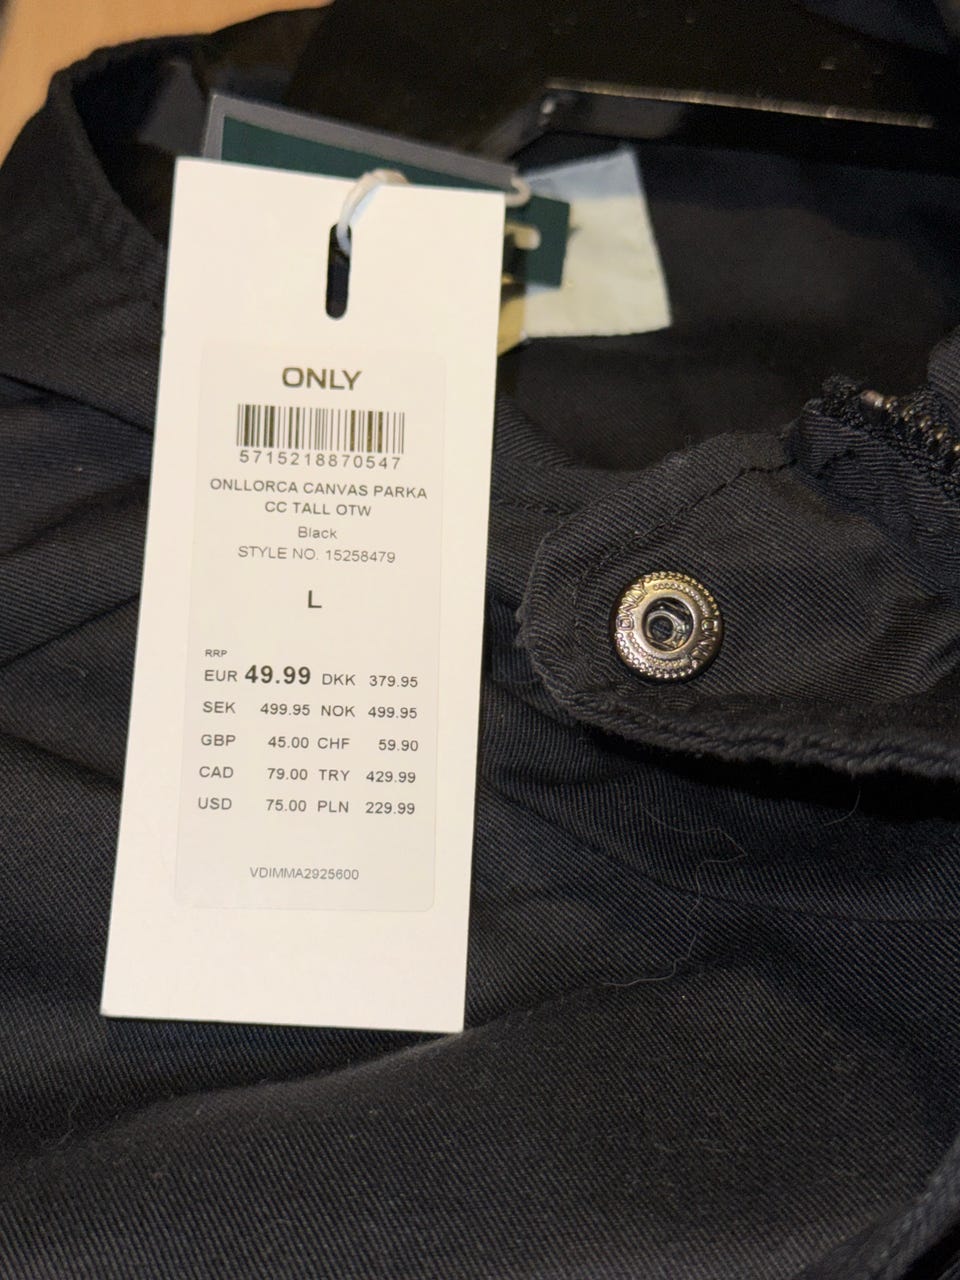 ONLY
5715218870547
ONLLORCA CANVAS PARKA
CC TALL OTW
Black
STYLE NO. 15258479
L
RRP
EUR 49.99 DKK 379.95
SEK 499.95 NOK 499.95
GBP 45.00 CHF 59.90
CAD 79.00 TRY 429.99
USD 75.00 PLN 229.99
VDIMMA2925600
ONLY
ONLY